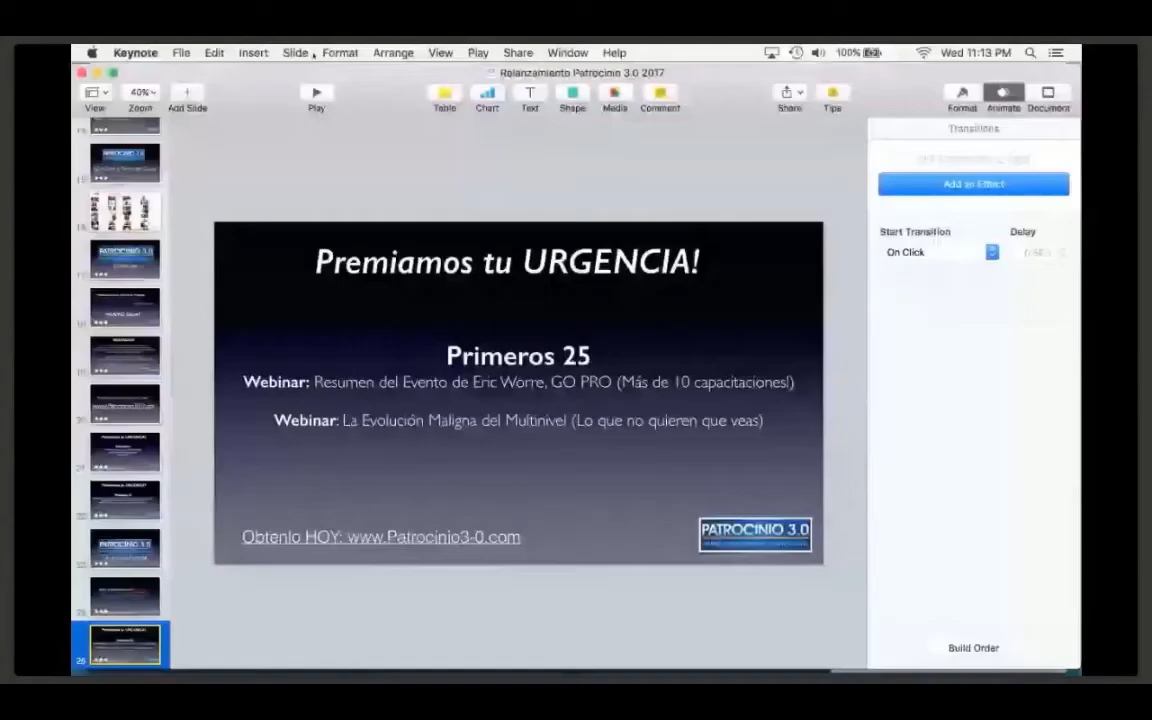 Keynote File Edit Insert Slide Format Arrange View Play Share Window Help 100% Wed 11:13 PM
Relanzamiento Patrocinio 3.0 2017
40%
View Zoom Add Slide Play Table Chart Text Shape Media Comment Share Tips Format Animate Document
Transitions
Add an Effect
Start Transition Delay
On Click
Premiamos tu URGENCIA!
Primeros 25
Webinar: Resumen del Evento de Eric Worre, GO PRO (Más de 10 capacitaciones!)
Webinar: La Evolución Maligna del Multinivel (Lo que no quieren que veas)
Obtenlo HOY: www.Patrocinio3-0.com
PATROCINIO 3.0
Build Order
26